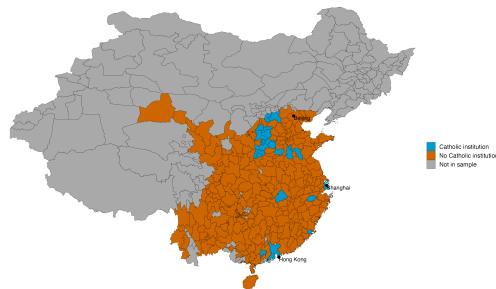 Beijing
Shanghai
Hong Kong
Catholic institution
No Catholic institution
Not in sample